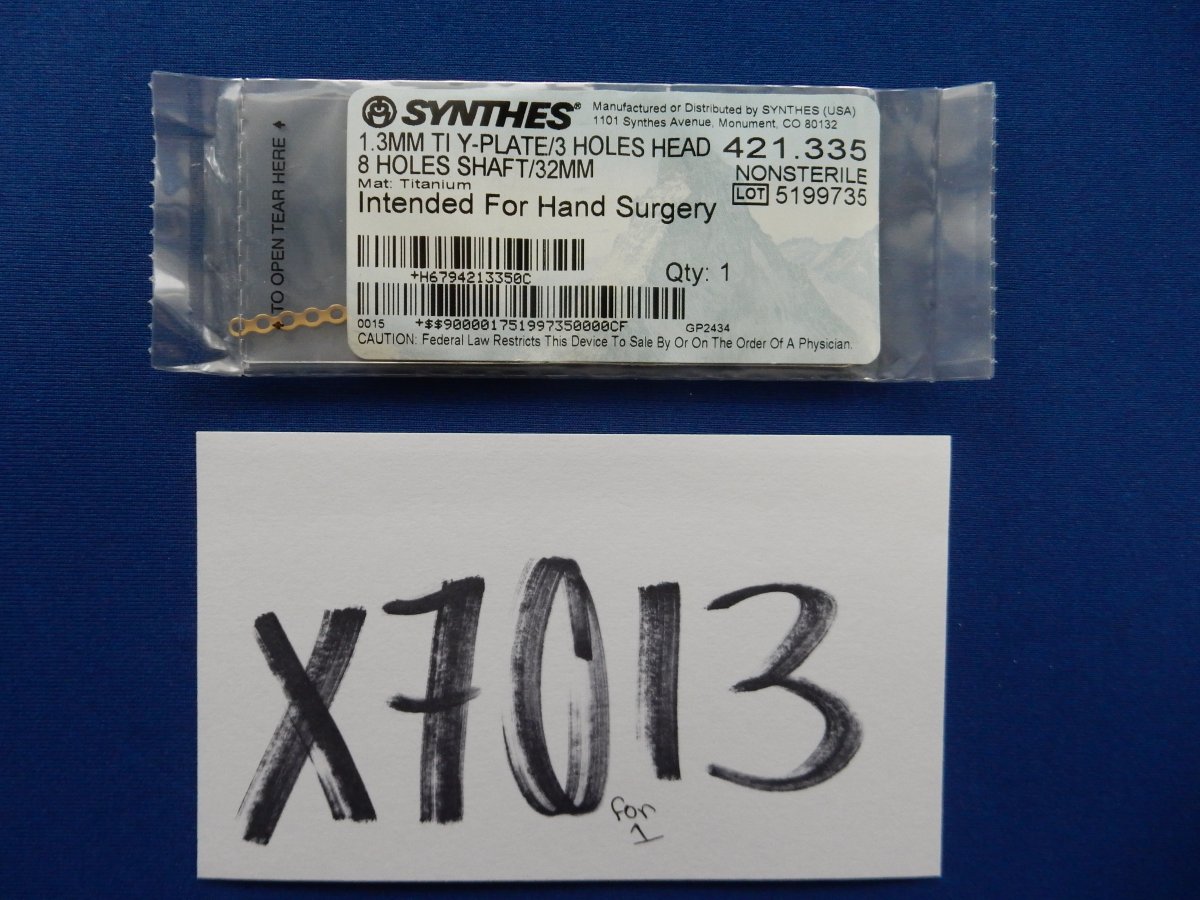 SYNTHES® Manufactured or Distributed by SYNTHES (USA)
1101 Synthes Avenue, Monument, CO 80132
1.3MM TI Y-PLATE/3 HOLES HEAD 421.335
8 HOLES SHAFT/32MM NONSTERILE
Mat: Titanium LOT 5199735
Intended For Hand Surgery
+H6794213350C Qty: 1
0015 +$$900001751997350000CF GP2434
CAUTION: Federal Law Restricts This Device To Sale By Or On The Order Of A Physician.
TO OPEN TEAR HERE
X7013
for
1